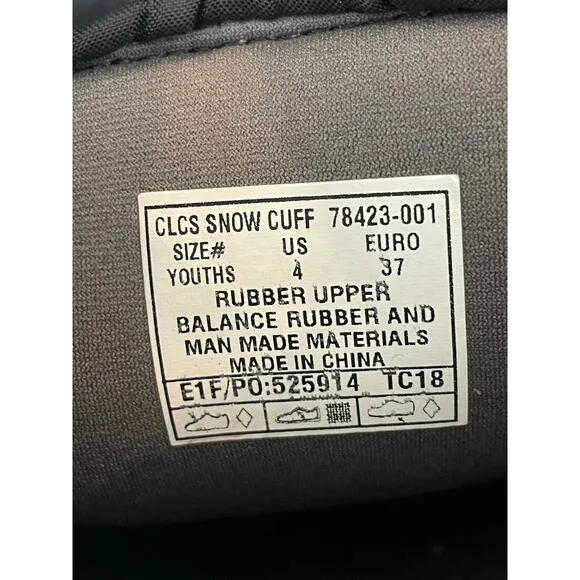 CLCS SNOW CUFF 78423-001
SIZE# US EURO
YOUTHS 4 37
RUBBER UPPER
BALANCE RUBBER AND
MAN MADE MATERIALS
MADE IN CHINA
E1F/PO:525914 TC18